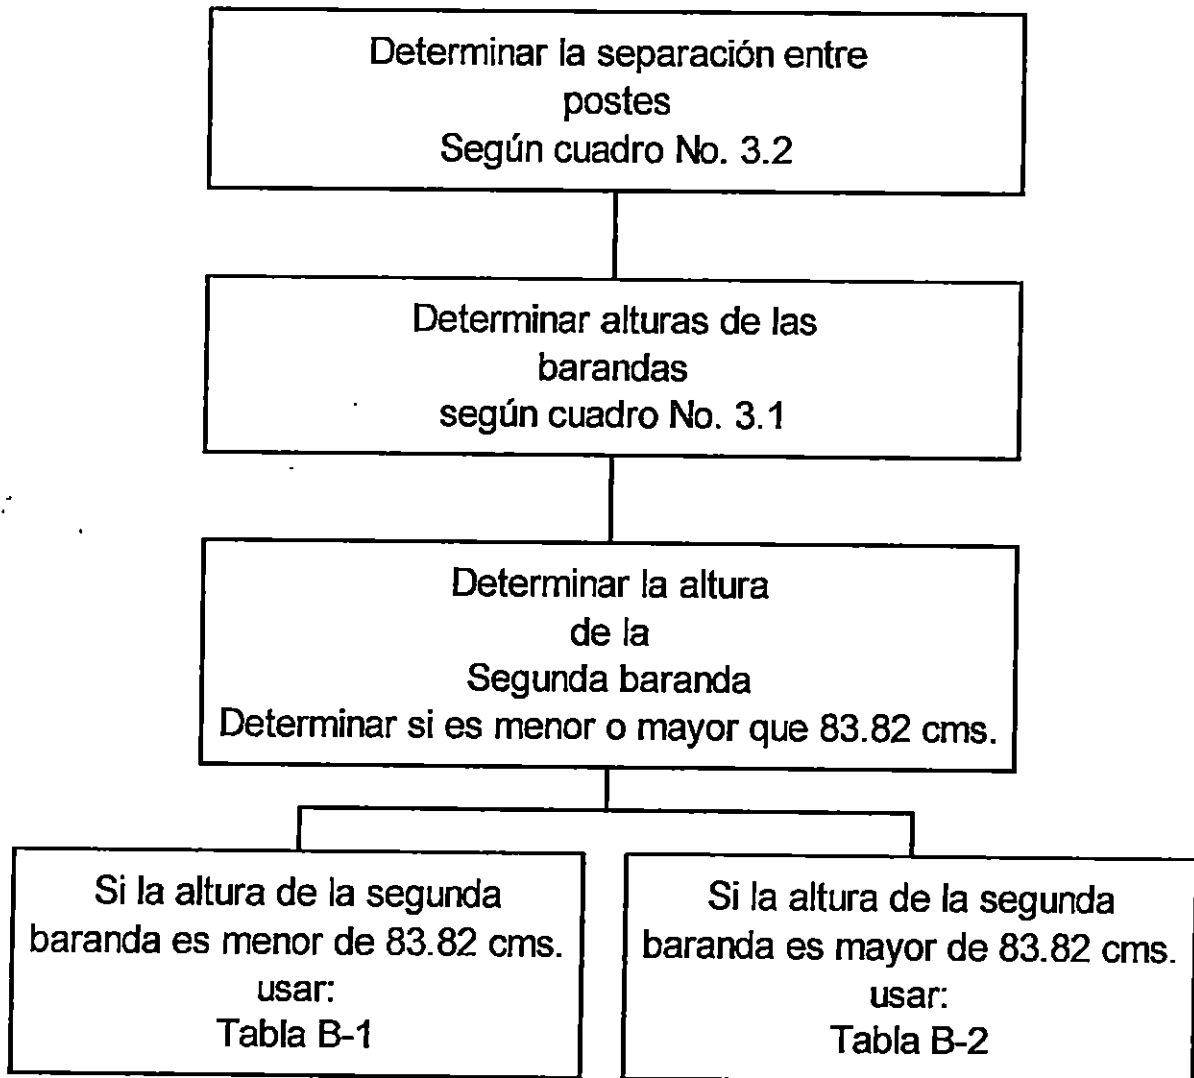 Determinar la separación entre
postes
Según cuadro No. 3.2
Determinar alturas de las
barandas
según cuadro No. 3.1
Determinar la altura
de la
Segunda baranda
Determinar si es menor o mayor que 83.82 cms.
Si la altura de la segunda
baranda es menor de 83.82 cms.
usar:
Tabla B-1
Si la altura de la segunda
baranda es mayor de 83.82 cms.
usar:
Tabla B-2